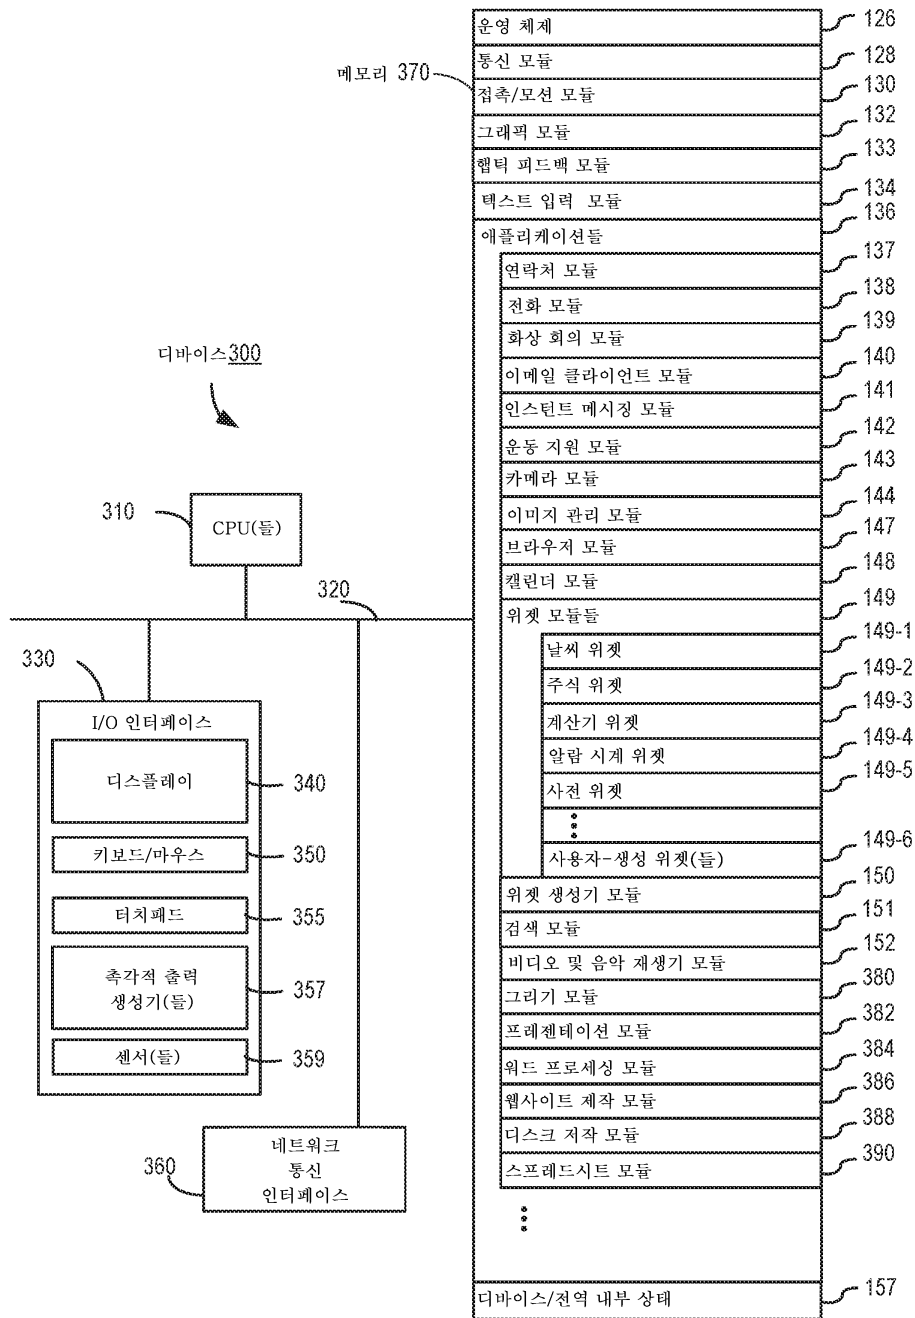 메모리 370
운영 체제 126
통신 모듈 128
접촉/모션 모듈 130
그래픽 모듈 132
햅틱 피드백 모듈 133
텍스트 입력 모듈 134
애플리케이션들 136
연락처 모듈 137
전화 모듈 138
화상 회의 모듈 139
이메일 클라이언트 모듈 140
인스턴트 메시징 모듈 141
운동 지원 모듈 142
카메라 모듈 143
이미지 관리 모듈 144
브라우저 모듈 147
캘린더 모듈 148
위젯 모듈들 149
날씨 위젯 149-1
주식 위젯 149-2
계산기 위젯 149-3
알람 시계 위젯 149-4
사전 위젯 149-5
사용자-생성 위젯(들) 149-6
위젯 생성기 모듈 150
검색 모듈 151
비디오 및 음악 재생기 모듈 152
그리기 모듈 380
프레젠테이션 모듈 382
워드 프로세싱 모듈 384
웹사이트 제작 모듈 386
디스크 저작 모듈 388
스프레드시트 모듈 390
디바이스/전역 내부 상태 157
디바이스 300
310
CPU(들)
320
330
I/O 인터페이스
디스플레이 340
키보드/마우스 350
터치패드 355
촉각적 출력
생성기(들) 357
센서(들) 359
360
네트워크
통신
인터페이스